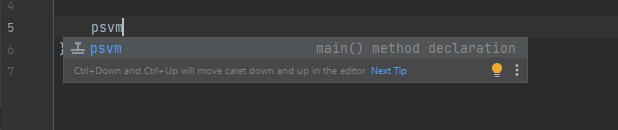 4
5 psvm
6 } psvm main() method declaration
7 Ctrl+Down and Ctrl+Up will move caret down and up in the editor Next Tip